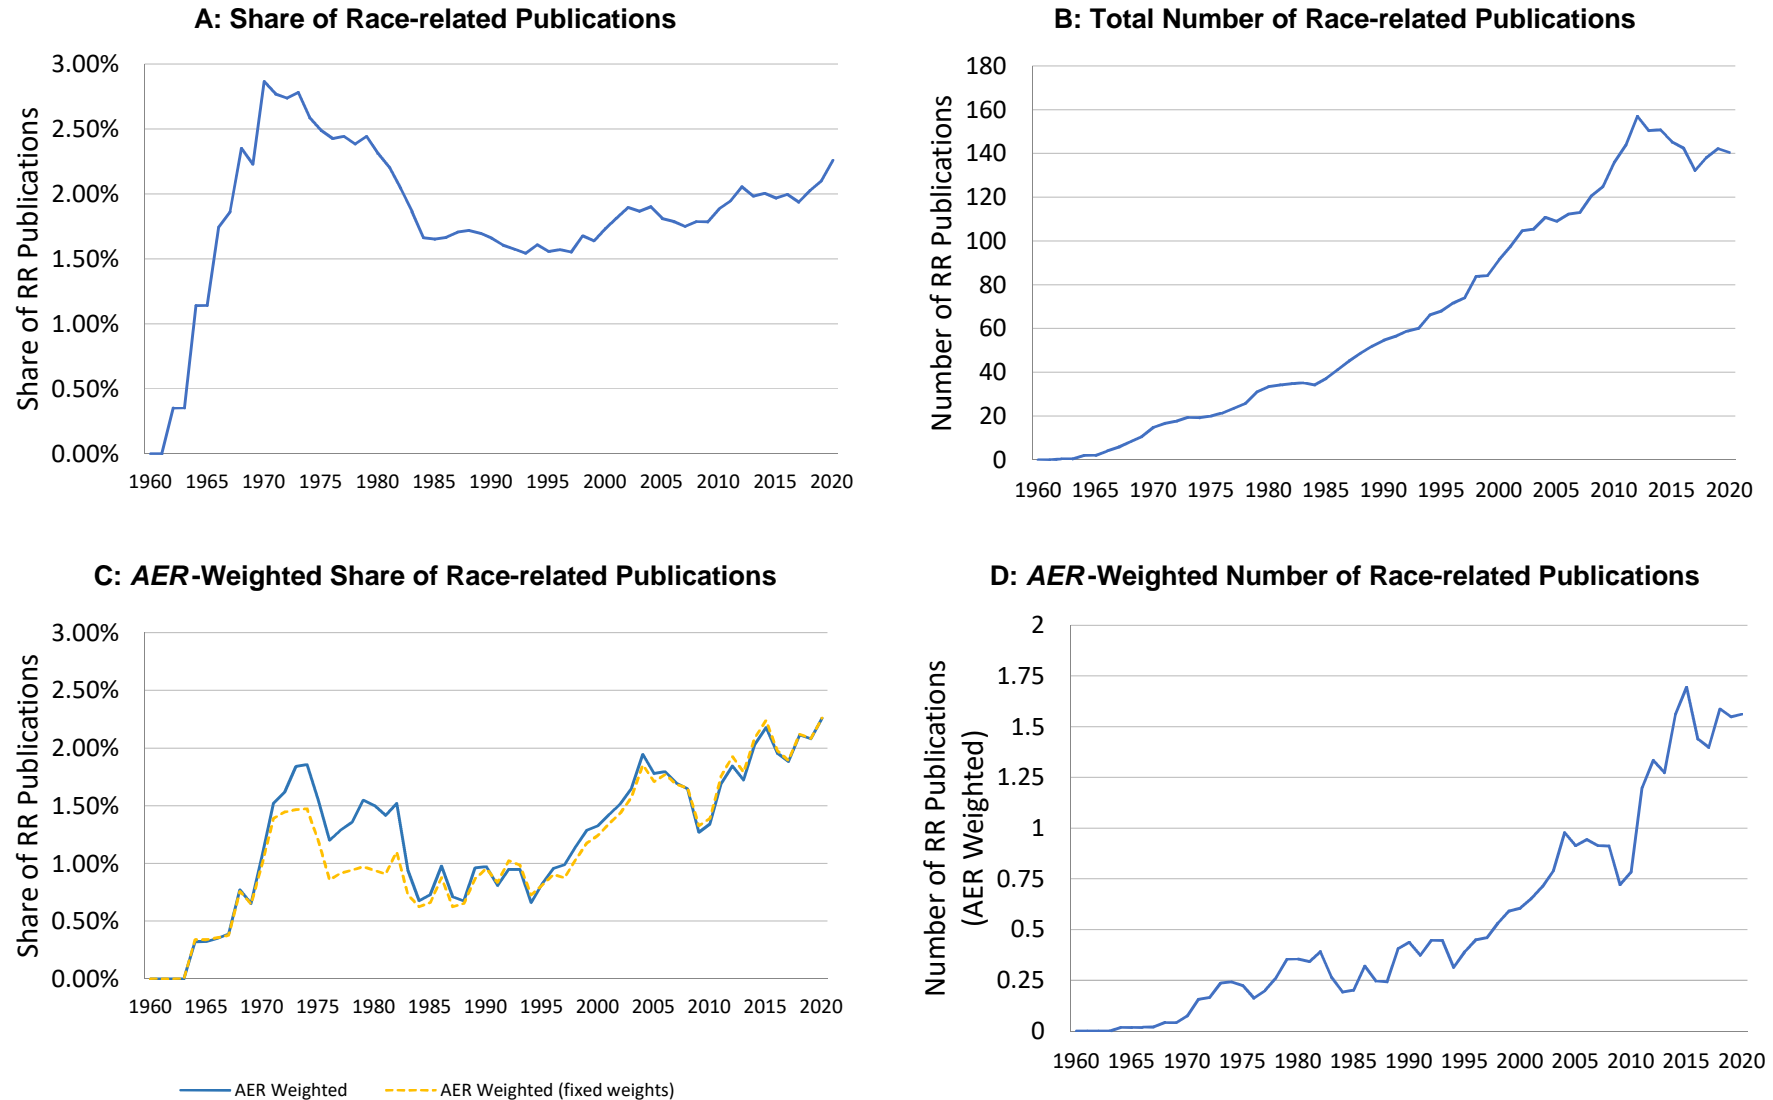 A: Share of Race-related Publications
Share of RR Publications
3.00%
2.50%
2.00%
1.50%
1.00%
0.50%
0.00%
1960 1965 1970 1975 1980 1985 1990 1995 2000 2005 2010 2015 2020
B: Total Number of Race-related Publications
Number of RR Publications
180
160
140
120
100
80
60
40
20
0
1960 1965 1970 1975 1980 1985 1990 1995 2000 2005 2010 2015 2020
C: AER-Weighted Share of Race-related Publications
Share of RR Publications
3.00%
2.50%
2.00%
1.50%
1.00%
0.50%
0.00%
1960 1965 1970 1975 1980 1985 1990 1995 2000 2005 2010 2015 2020
AER Weighted
AER Weighted (fixed weights)
D: AER-Weighted Number of Race-related Publications
Number of RR Publications
(AER Weighted)
2
1.75
1.5
1.25
1
0.75
0.5
0.25
0
1960 1965 1970 1975 1980 1985 1990 1995 2000 2005 2010 2015 2020